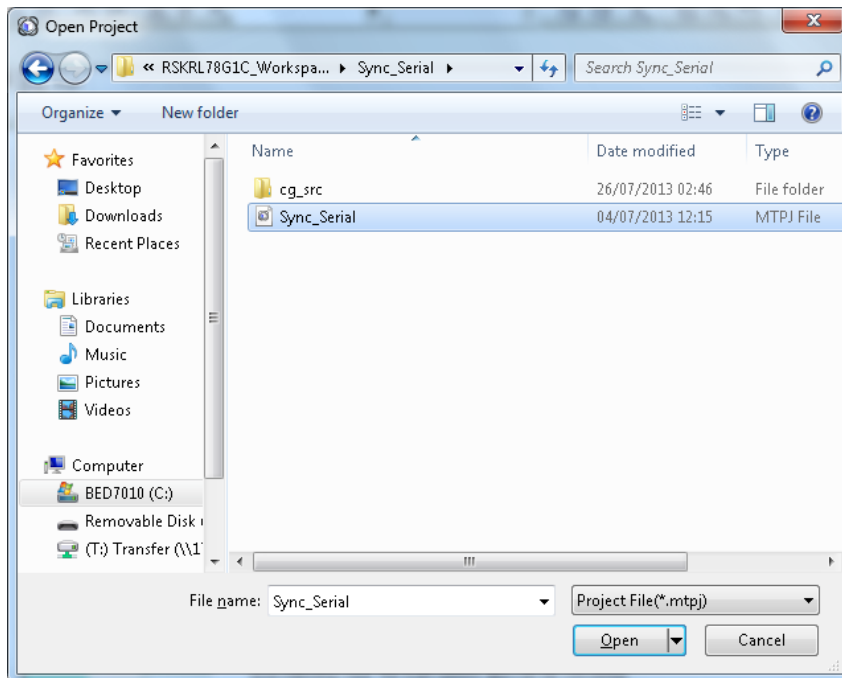 Open Project
« RSKRL78G1C_Workspa... ▸ Sync_Serial ▸ Search Sync_Serial
Organize New folder
Name Date modified Type
Favorites
Desktop
Downloads
Recent Places
Libraries
Documents
Music
Pictures
Videos
Computer
BED7010 (C:)
Removable Disk
(T:) Transfer (\\1
cg_src 26/07/2013 02:46 File folder
Sync_Serial 04/07/2013 12:15 MTPJ File
File name: Sync_Serial Project File(*.mtpj)
Open Cancel